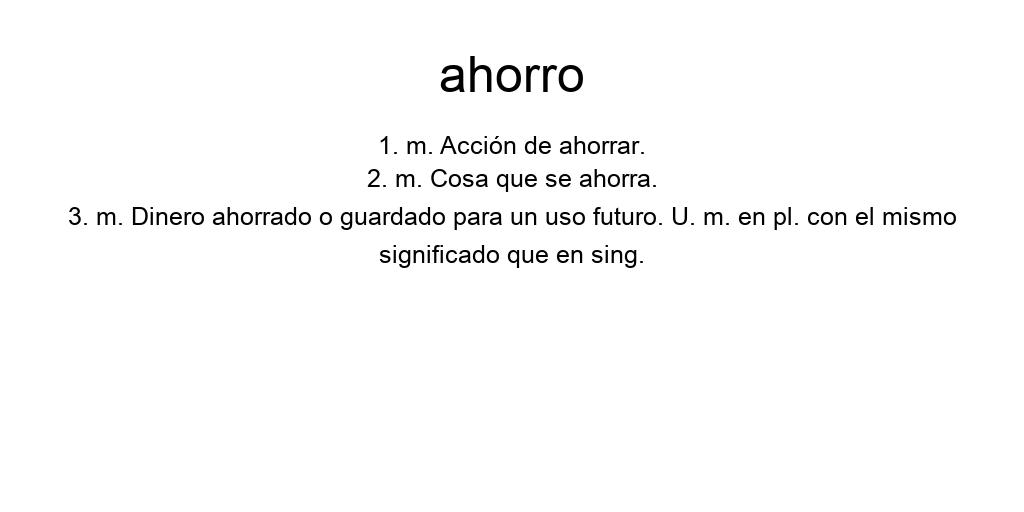 ahorro
1. m. Acción de ahorrar.
2. m. Cosa que se ahorra.
3. m. Dinero ahorrado o guardado para un uso futuro. U. m. en pl. con el mismo
significado que en sing.